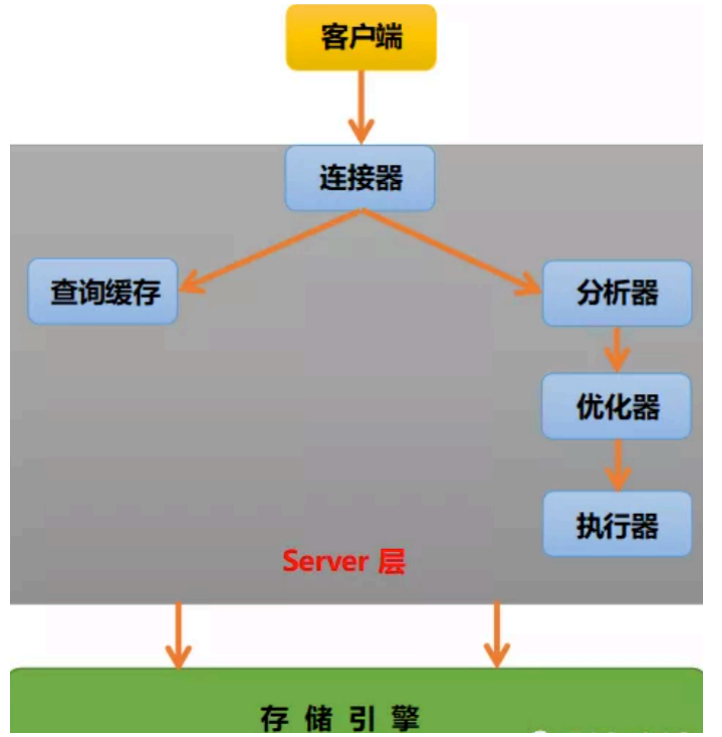 客户端
连接器
查询缓存
分析器
优化器
执行器
Server 层
存 储 引 擎